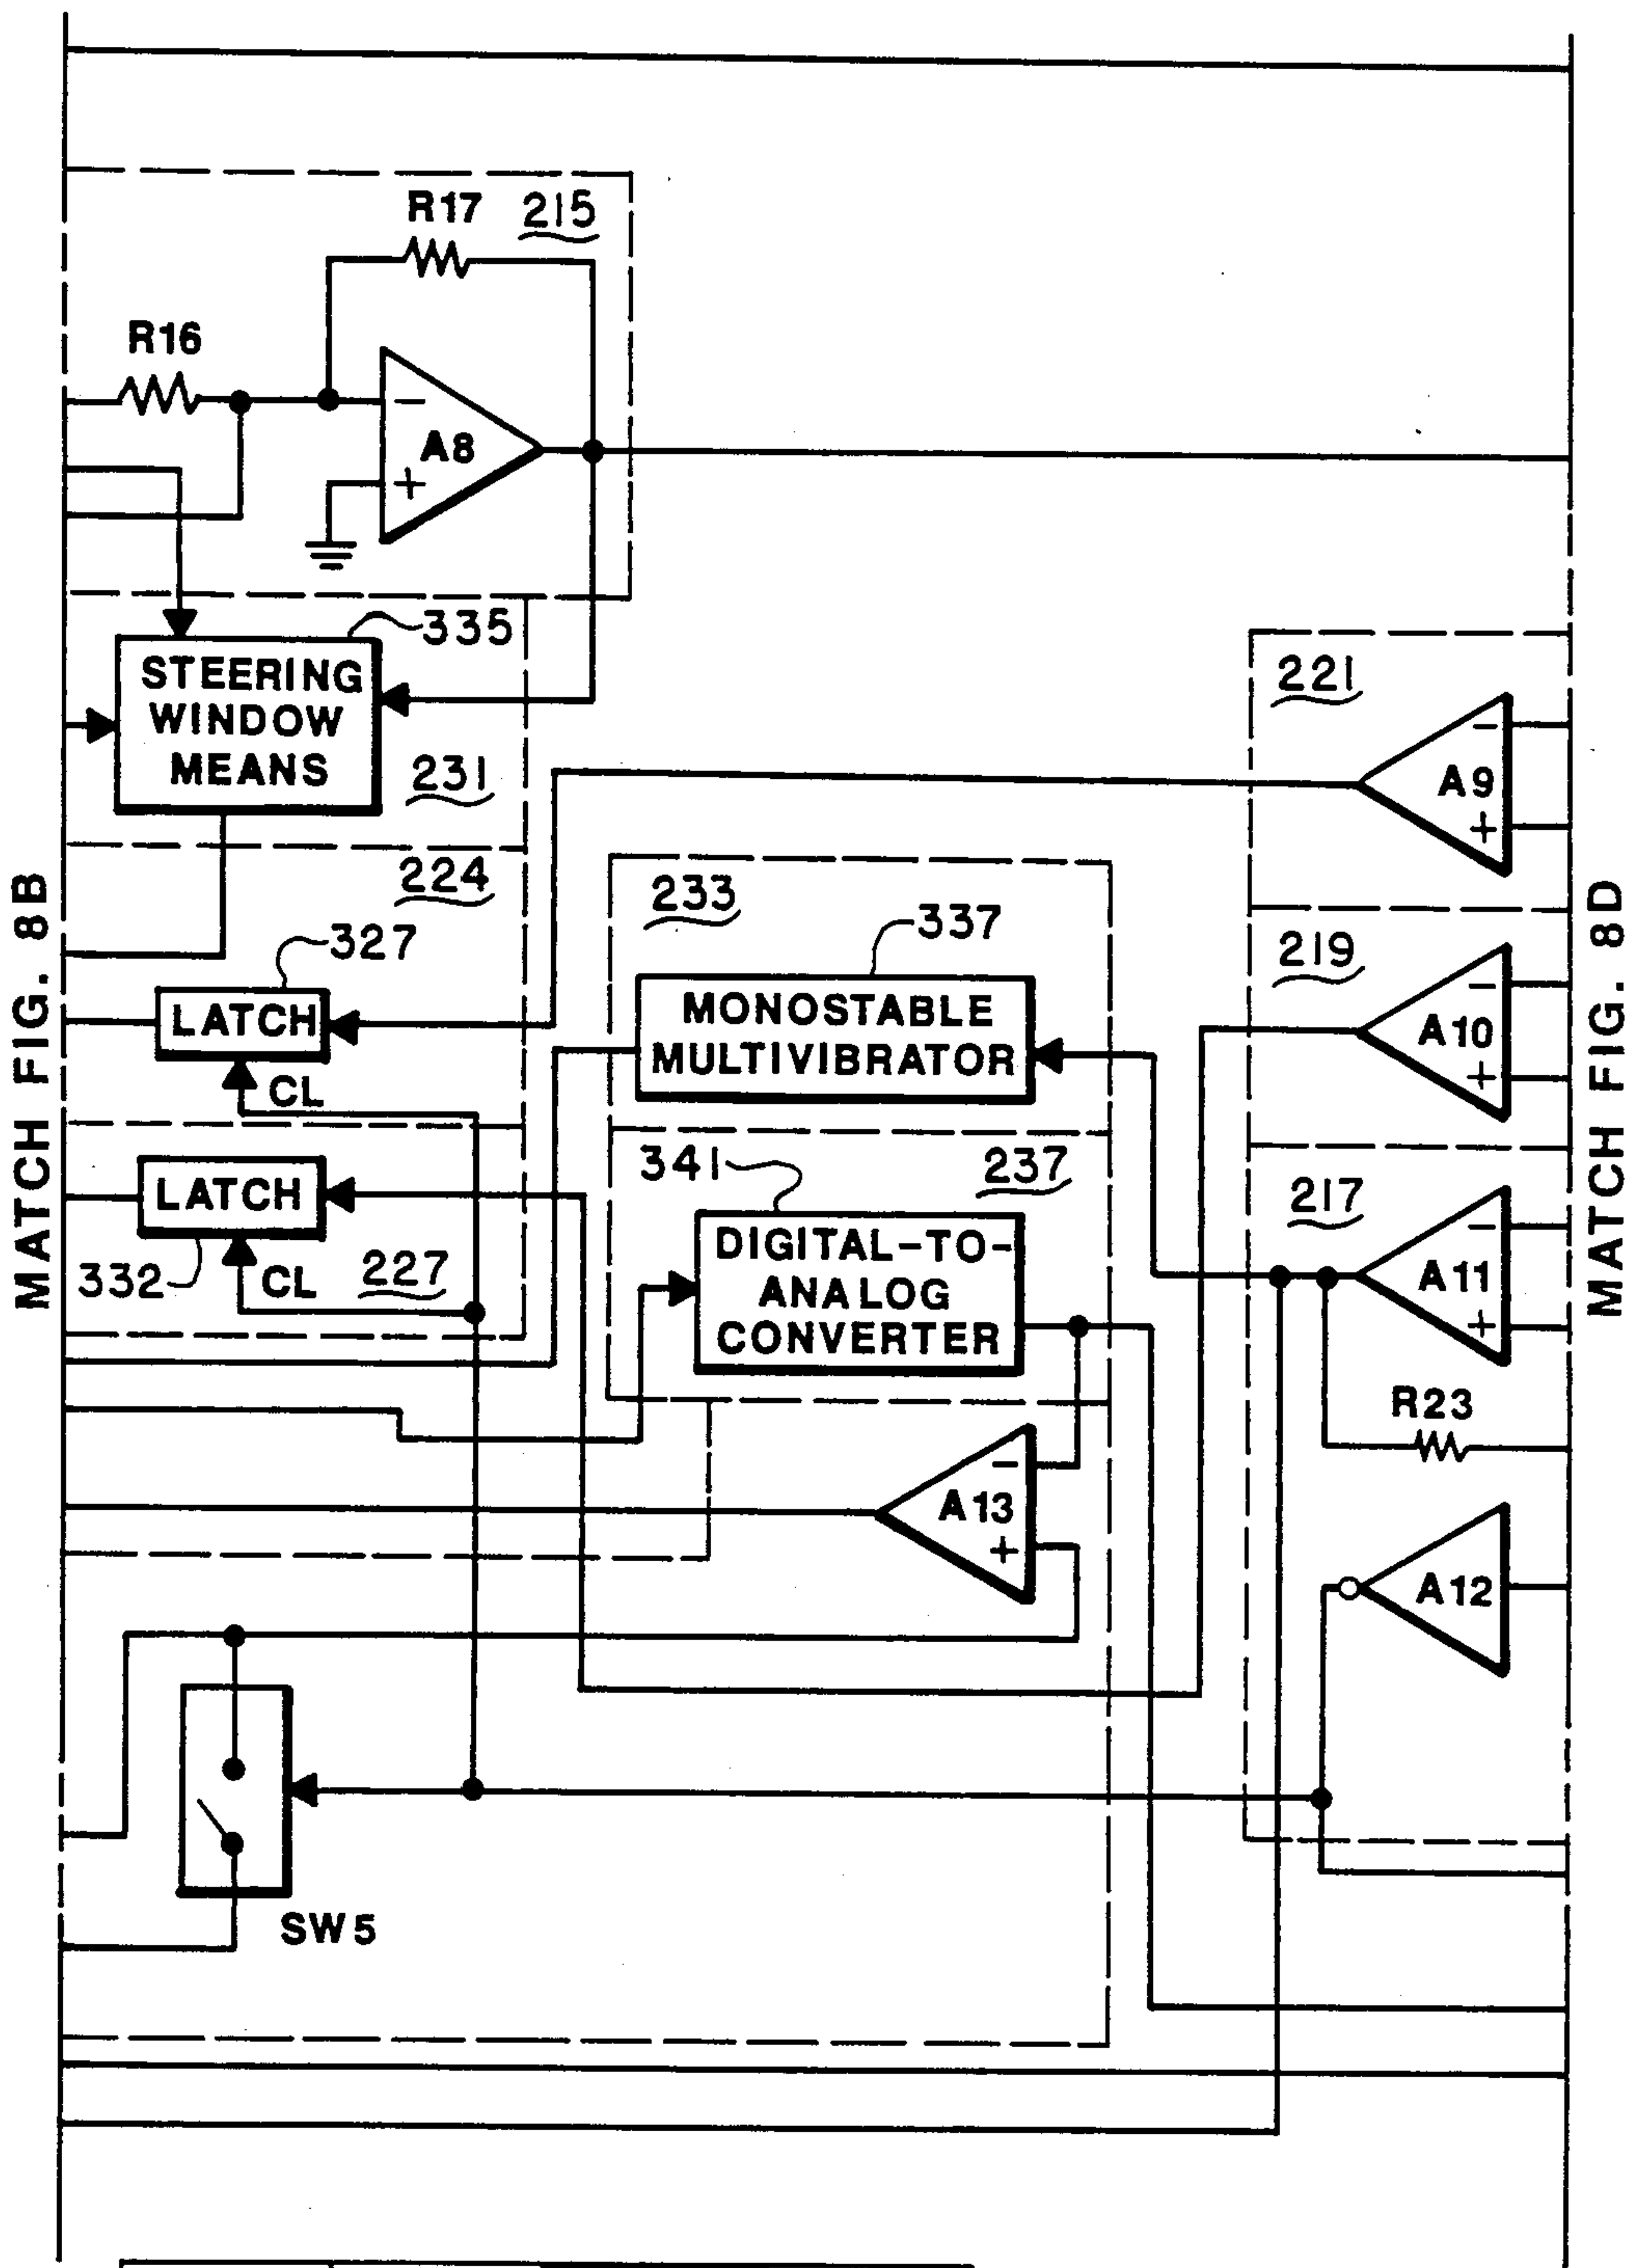 R17
215
R16
A8
−
+
335
STEERING
WINDOW
MEANS
231
221
−
A9
+
224
233
337
327
219
−
A10
+
LATCH
MONOSTABLE
MULTIVIBRATOR
CL
341
237
LATCH
217
DIGITAL-TO-
ANALOG
CONVERTER
−
A11
+
332
CL
227
R23
−
A13
+
A12
SW5
MATCH FIG. 8B
MATCH FIG. 8D